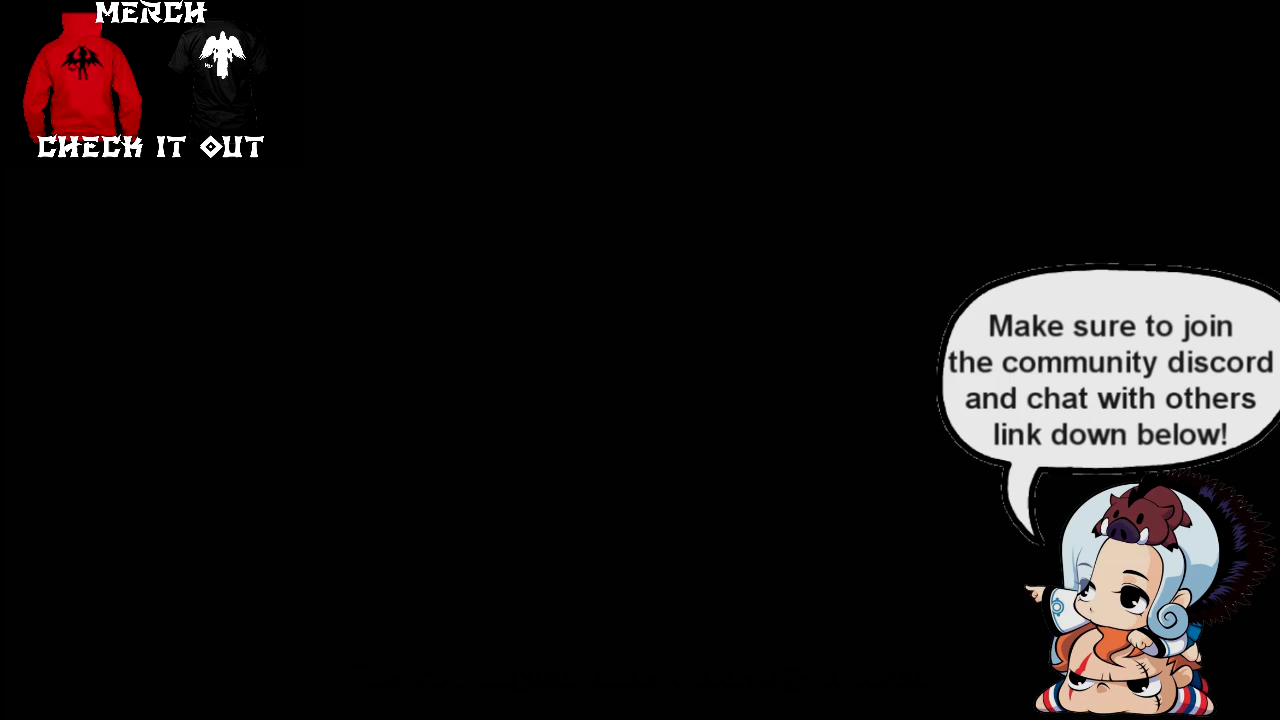 MERCH
CHECK IT OUT
Make sure to join
the community discord
and chat with others
link down below!